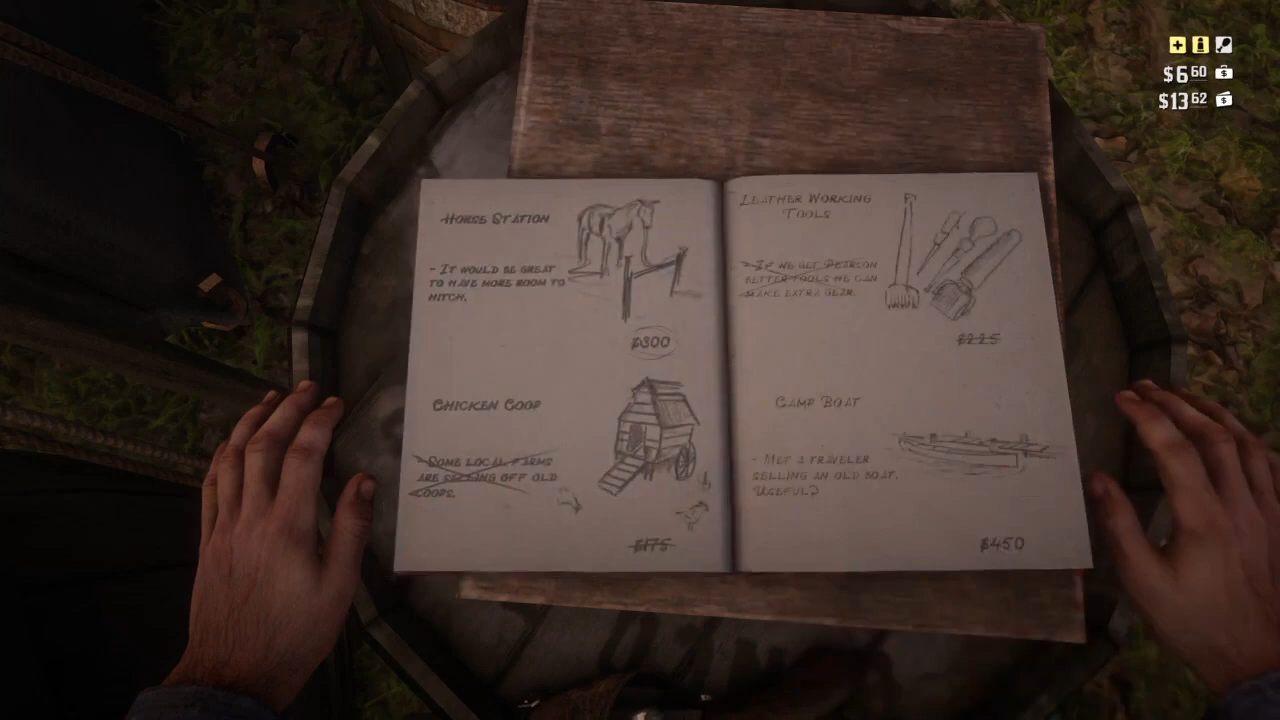 $6 60
$13 62
Horse Station
- It would be great
to have more room to
hitch.
$300
Chicken Coop
- Some local farms
are selling off old
coops.
$175
Leather Working
Tools
- If we get Pearson
better tools we can
make extra gear.
$225
Camp Boat
- Met a traveler
selling an old boat.
Useful?
$450